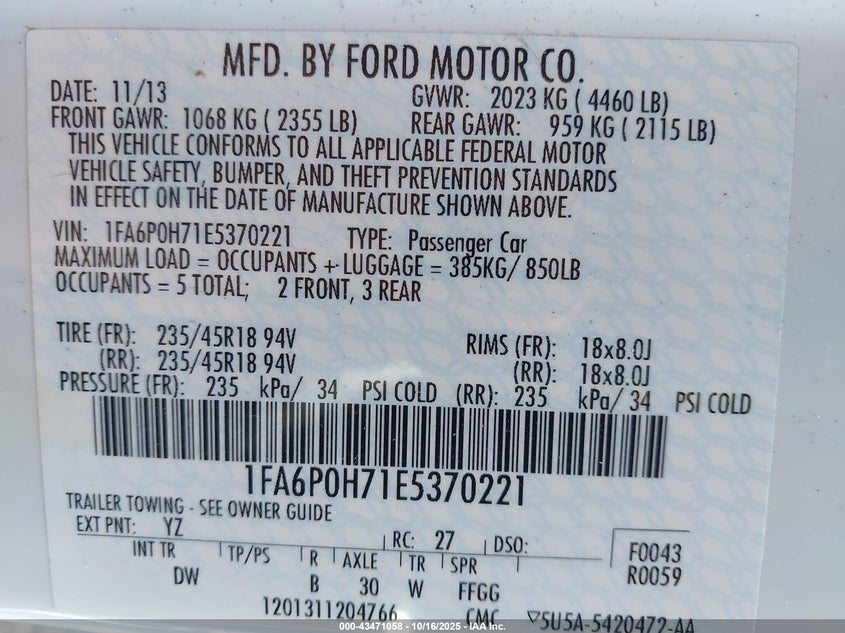 MFD. BY FORD MOTOR CO.
DATE: 11/13 GVWR: 2023 KG ( 4460 LB)
FRONT GAWR: 1068 KG ( 2355 LB) REAR GAWR: 959 KG ( 2115 LB)
THIS VEHICLE CONFORMS TO ALL APPLICABLE FEDERAL MOTOR
VEHICLE SAFETY, BUMPER, AND THEFT PREVENTION STANDARDS
IN EFFECT ON THE DATE OF MANUFACTURE SHOWN ABOVE.
VIN: 1FA6P0H71E5370221 TYPE: Passenger Car
MAXIMUM LOAD = OCCUPANTS + LUGGAGE = 385KG/ 850LB
OCCUPANTS = 5 TOTAL; 2 FRONT, 3 REAR
TIRE (FR): 235/45R18 94V RIMS (FR): 18x8.0J
(RR): 235/45R18 94V (RR): 18x8.0J
PRESSURE (FR): 235 kPa/ 34 PSI COLD (RR): 235 kPa/ 34 PSI COLD
1FA6P0H71E5370221
TRAILER TOWING - SEE OWNER GUIDE
EXT PNT: YZ RC: 27 DSO: F0043
INT TR TP/PS R AXLE TR SPR R0059
DW B 30 W FFGG
1201311204766 CMC 5U5A-5420472-AA
000-43471058 - 10/16/2025 - IAA Inc.